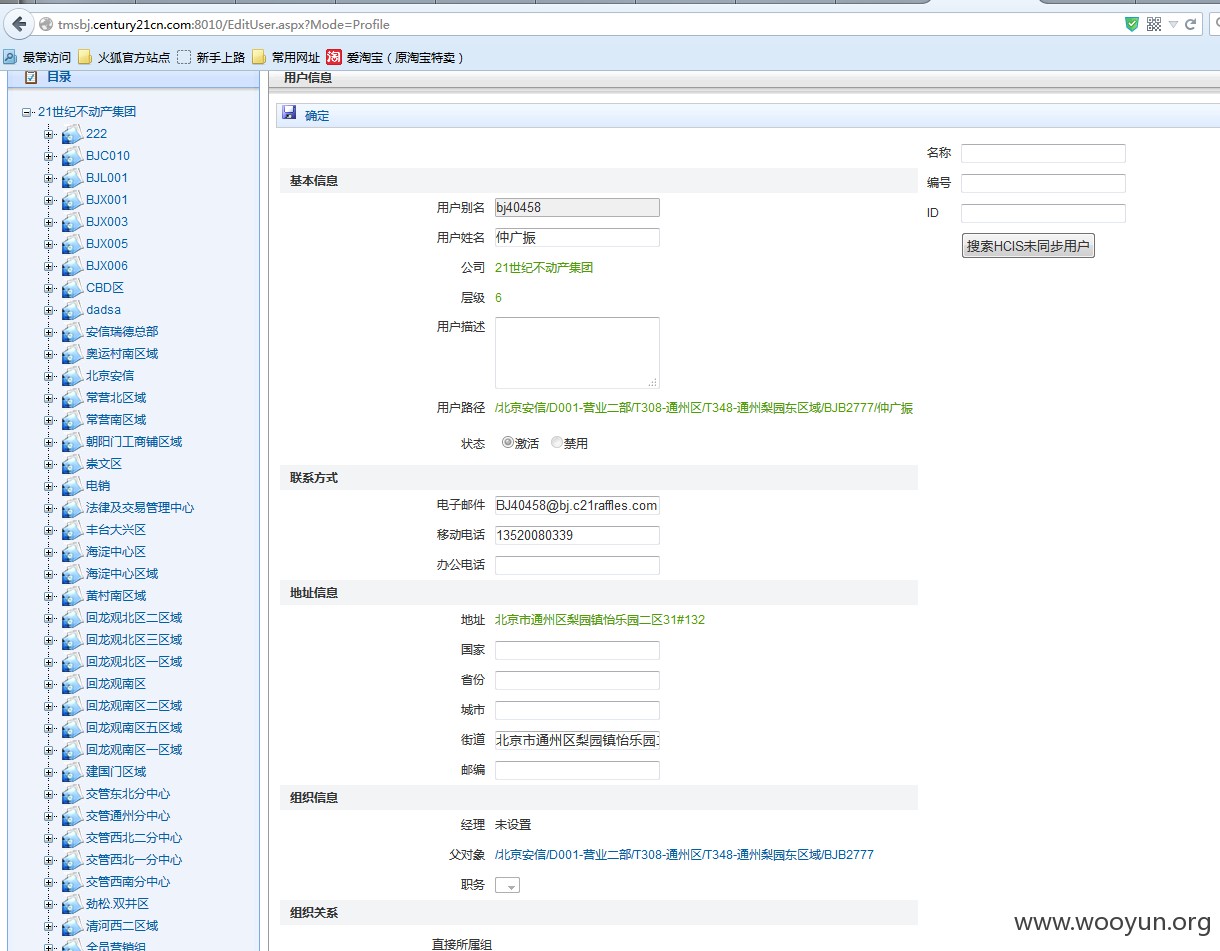 tmsbj.century21cn.com:8010/EditUser.aspx?Mode=Profile
最常访问 火狐官方站点 新手上路 常用网址 淘 爱淘宝（原淘宝特卖）
目录
21世纪不动产集团
222
BJC010
BJL001
BJX001
BJX003
BJX005
BJX006
CBD区
dadsa
安信瑞德总部
奥运村南区域
北京安信
常营北区域
常营南区域
朝阳门工商铺区域
崇文区
电销
法律及交易管理中心
丰台大兴区
海淀中心区
海淀中心区域
黄村南区域
回龙观北区二区域
回龙观北区三区域
回龙观北区一区域
回龙观南区
回龙观南区二区域
回龙观南区五区域
回龙观南区一区域
建国门区域
交管东北分中心
交管通州分中心
交管西北二分中心
交管西北一分中心
交管西南分中心
劲松.双井区
清河西二区域
全员营销组
用户信息
确定
基本信息
用户别名 bj40458
用户姓名 仲广振
公司 21世纪不动产集团
层级 6
用户描述
用户路径 /北京安信/D001-营业二部/T308-通州区/T348-通州梨园东区域/BJB2777/仲广振
状态 激活 禁用
联系方式
电子邮件 BJ40458@bj.c21raffles.com
移动电话 13520080339
办公电话
地址信息
地址 北京市通州区梨园镇怡乐园二区31#132
国家
省份
城市
街道 北京市通州区梨园镇怡乐园
邮编
组织信息
经理 未设置
父对象 /北京安信/D001-营业二部/T308-通州区/T348-通州梨园东区域/BJB2777
职务
组织关系
直接所属组
名称
编号
ID
搜索HCIS未同步用户
www.wooyun.org